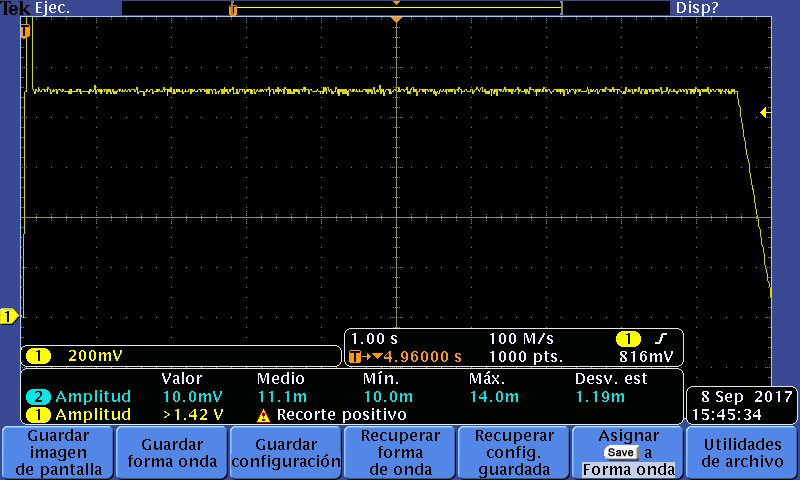 Tek Ejec. Disp?
T
T
1
1.00 s 100 M/s 1
1 200mV T→▼4.96000 s 1000 pts. 816mV
Valor Medio Mín. Máx. Desv. est
2 Amplitud 10.0mV 11.1m 10.0m 14.0m 1.19m
1 Amplitud >1.42 V Recorte positivo
8 Sep 2017
15:45:34
Guardar
imagen
de pantalla
Guardar
forma onda
Guardar
configuración
Recuperar
forma
de onda
Recuperar
config.
guardada
Asignar
Save a
Forma onda
Utilidades
de archivo